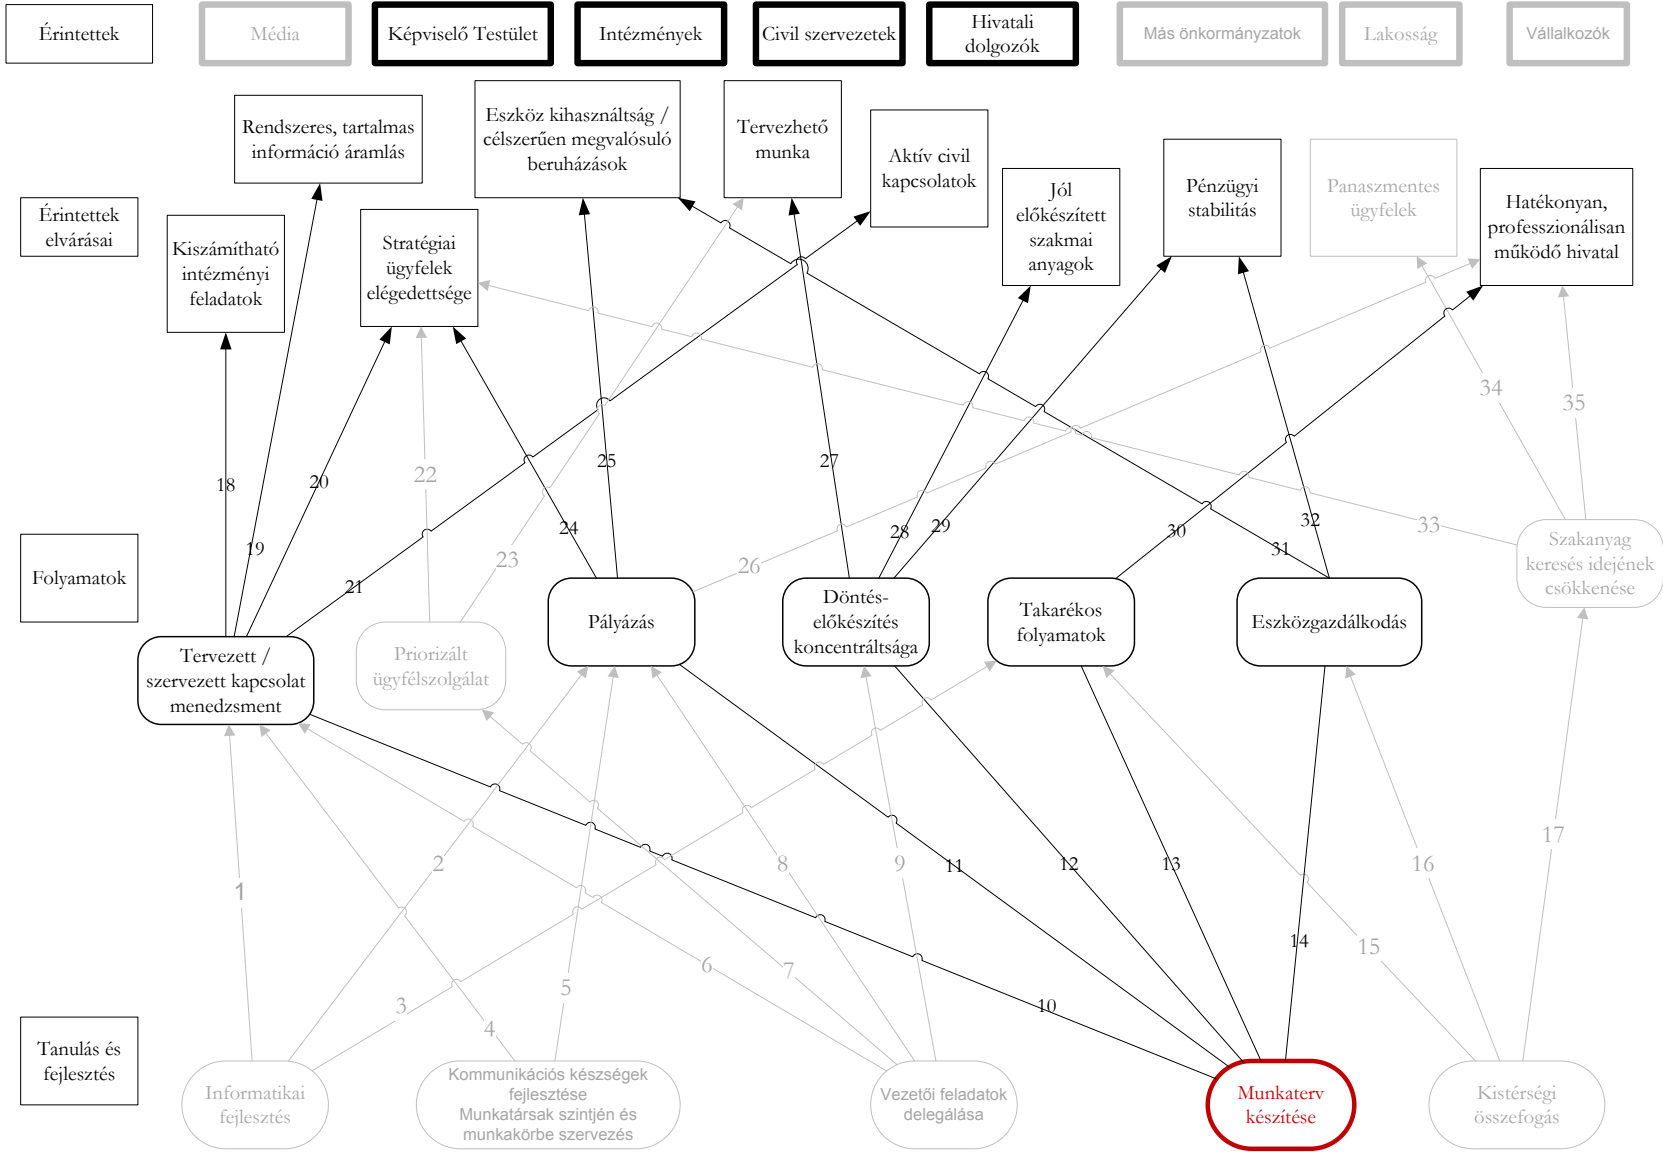 Érintettek
Média
Képviselő Testület
Intézmények
Civil szervezetek
Hivatali
dolgozók
Más önkormányzatok
Lakosság
Vállalkozók
Érintettek
elvárásai
Kiszámítható
intézményi
feladatok
Rendszeres, tartalmas
információ áramlás
Stratégiai
ügyfelek
elégedettsége
Eszköz kihasználtság /
célszerűen megvalósuló
beruházások
Tervezhető
munka
Aktív civil
kapcsolatok
Jól
előkészített
szakmai
anyagok
Pénzügyi
stabilitás
Panaszmentes
ügyfelek
Hatékonyan,
professzionálisan
működő hivatal
18
19
20
21
22
23
24
25
26
27
28
29
30
31
32
33
34
35
Folyamatok
Tervezett /
szervezett kapcsolat
menedzsment
Priorizált
ügyfélszolgálat
Pályázás
Döntés-
előkészítés
koncentráltsága
Takarékos
folyamatok
Eszközgazdálkodás
Szakanyag
keresés idejének
csökkenése
1
2
3
4
5
6
7
8
9
10
11
12
13
14
15
16
17
Tanulás és
fejlesztés
Informatikai
fejlesztés
Kommunikációs készségek
fejlesztése
Munkatársak szintjén és
munkakörbe szervezés
Vezetői feladatok
delegálása
Munkaterv
készítése
Kistérségi
összefogás